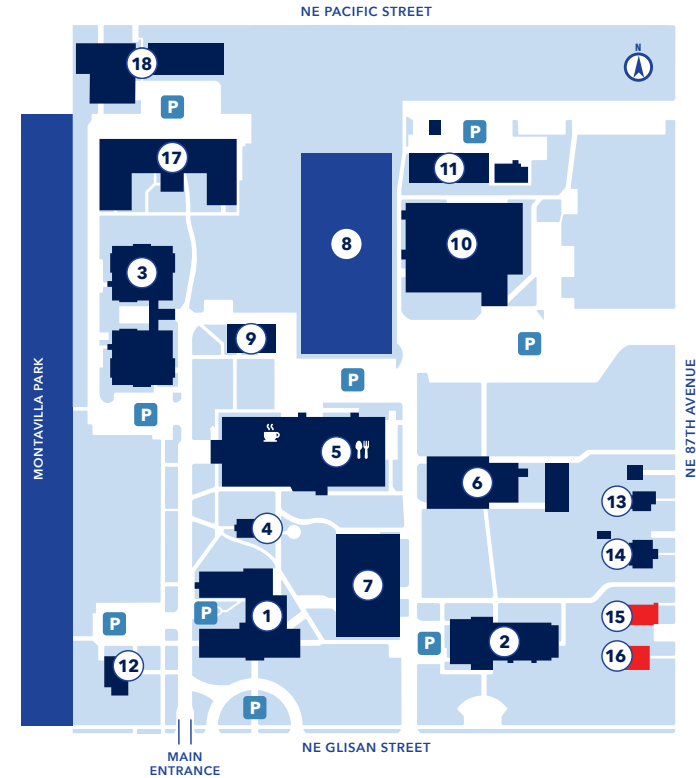 NE PACIFIC STREET
18
N
P
P
17
11
8
10
3
9
P
P
P
MONTAVILLA PARK
NE 87TH AVENUE
5
6
13
4
14
7
P
1
15
P
2
P
16
12
P
NE GLISAN STREET
MAIN
ENTRANCE